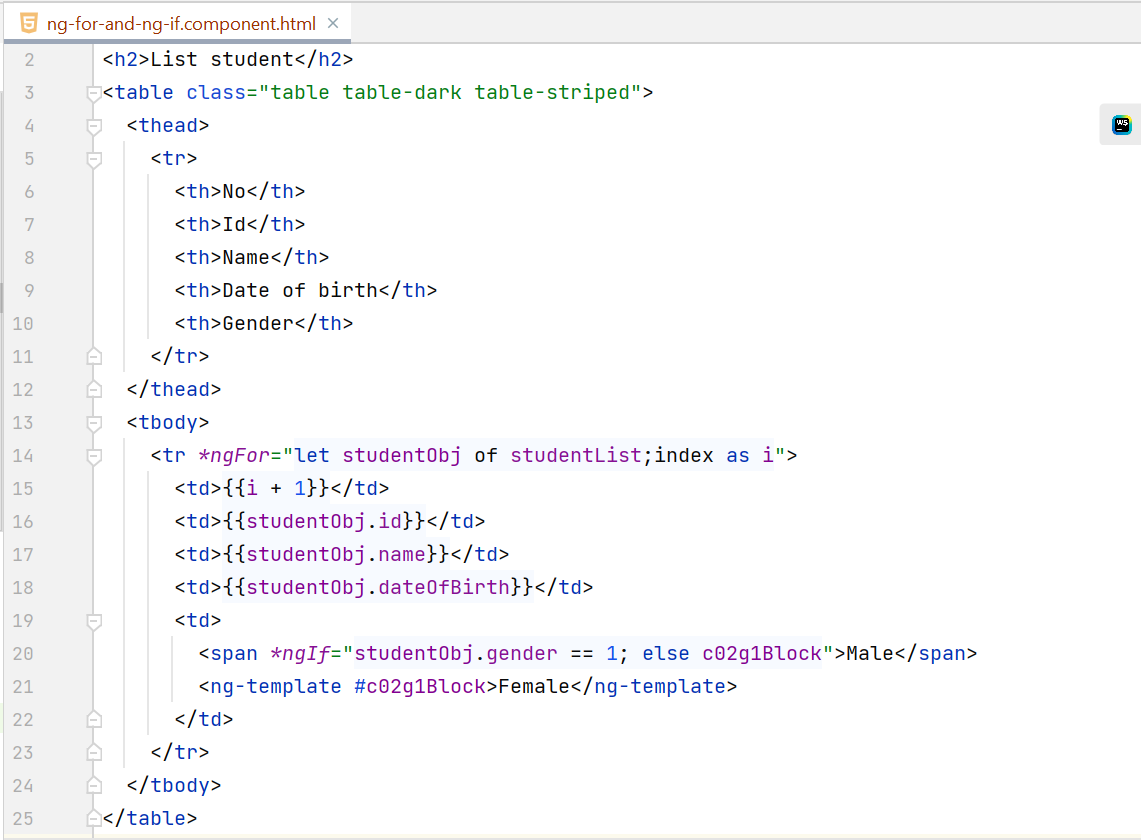 ng-for-and-ng-if.component.html
2 <h2>List student</h2>
3 <table class="table table-dark table-striped">
4 <thead>
5 <tr>
6 <th>No</th>
7 <th>Id</th>
8 <th>Name</th>
9 <th>Date of birth</th>
10 <th>Gender</th>
11 </tr>
12 </thead>
13 <tbody>
14 <tr *ngFor="let studentObj of studentList;index as i">
15 <td>{{i + 1}}</td>
16 <td>{{studentObj.id}}</td>
17 <td>{{studentObj.name}}</td>
18 <td>{{studentObj.dateOfBirth}}</td>
19 <td>
20 <span *ngIf="studentObj.gender == 1; else c02g1Block">Male</span>
21 <ng-template #c02g1Block>Female</ng-template>
22 </td>
23 </tr>
24 </tbody>
25 </table>
WS